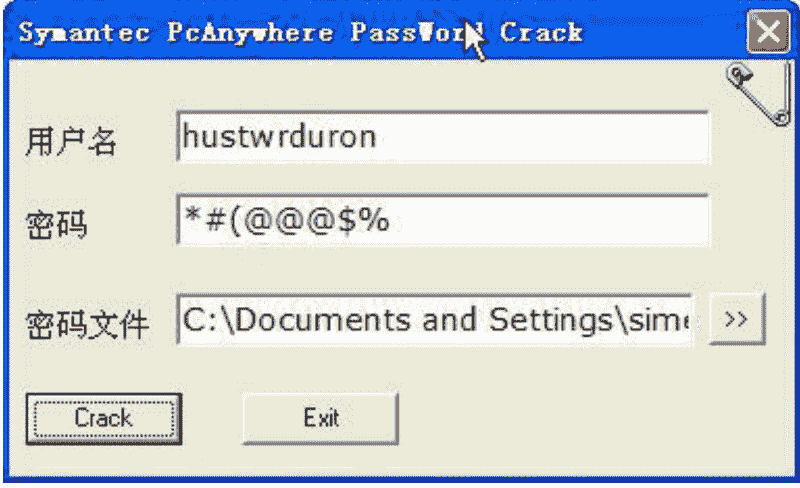 Symantec PcAnywhere PassWord Crack
用户名 hustwrduron
密码 *#(@@@$%
密码文件 C:\Documents and Settings\sime >>
Crack Exit